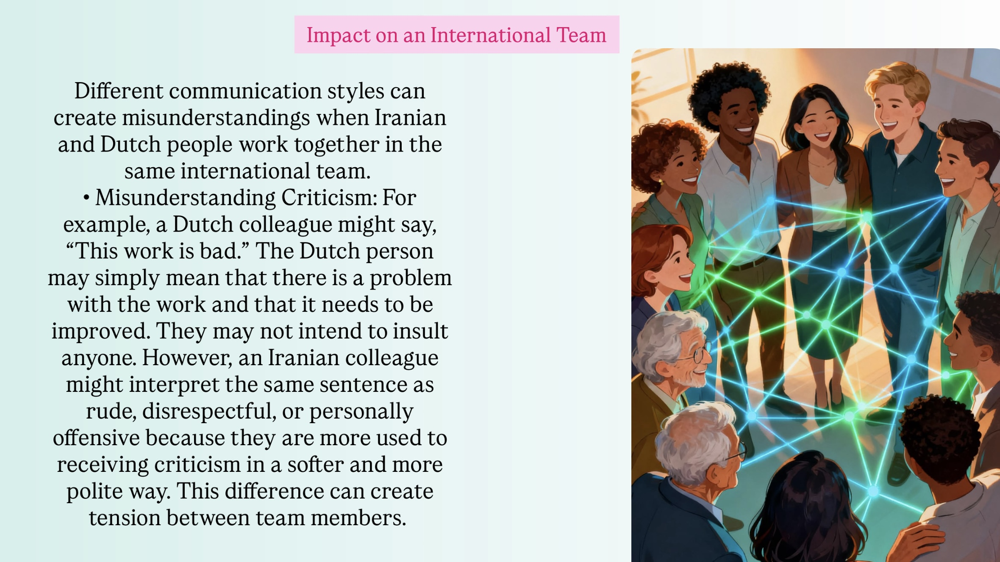 Impact on an International Team
Different communication styles can
create misunderstandings when Iranian
and Dutch people work together in the
same international team.
• Misunderstanding Criticism: For
example, a Dutch colleague might say,
“This work is bad.” The Dutch person
may simply mean that there is a problem
with the work and that it needs to be
improved. They may not intend to insult
anyone. However, an Iranian colleague
might interpret the same sentence as
rude, disrespectful, or personally
offensive because they are more used to
receiving criticism in a softer and more
polite way. This difference can create
tension between team members.